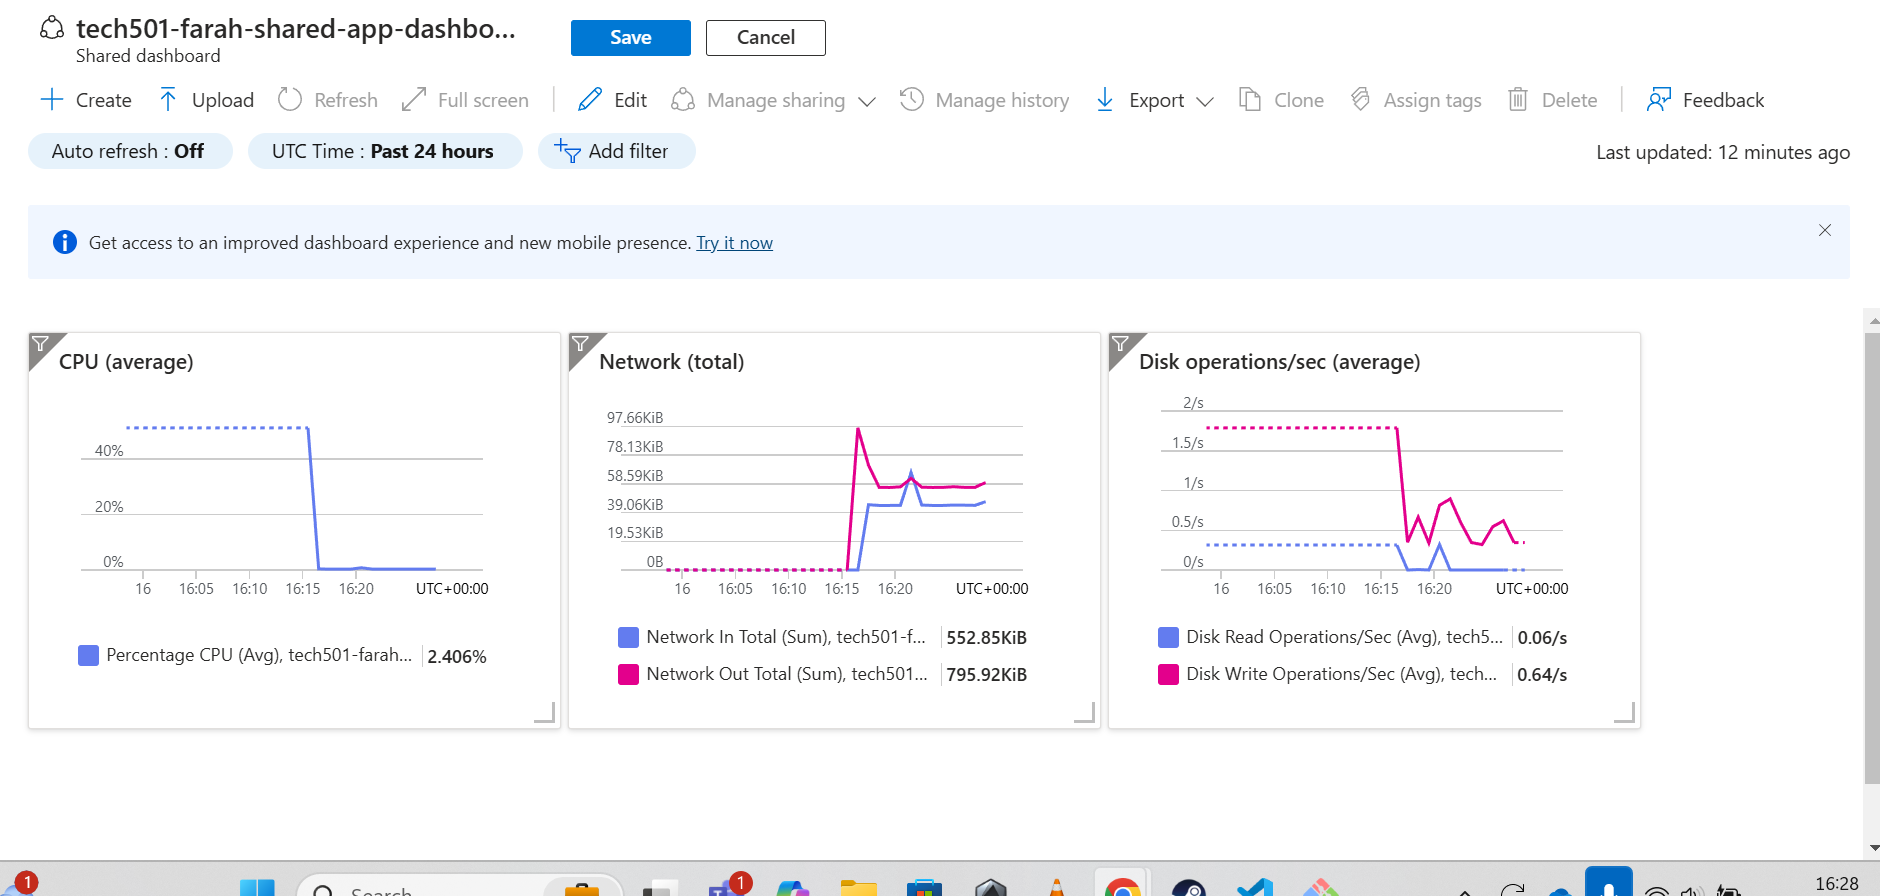 tech501-farah-shared-app-dashbo...
Shared dashboard
Save
Cancel
Create
Upload
Refresh
Full screen
Edit
Manage sharing
Manage history
Export
Clone
Assign tags
Delete
Feedback
Auto refresh : Off
UTC Time : Past 24 hours
Add filter
Last updated: 12 minutes ago
Get access to an improved dashboard experience and new mobile presence. Try it now
CPU (average)
40%
20%
0%
16 16:05 16:10 16:15 16:20 UTC+00:00
Percentage CPU (Avg), tech501-farah... 2.406%
Network (total)
97.66KiB
78.13KiB
58.59KiB
39.06KiB
19.53KiB
0B
16 16:05 16:10 16:15 16:20 UTC+00:00
Network In Total (Sum), tech501-f... 552.85KiB
Network Out Total (Sum), tech501... 795.92KiB
Disk operations/sec (average)
2/s
1.5/s
1/s
0.5/s
0/s
16 16:05 16:10 16:15 16:20 UTC+00:00
Disk Read Operations/Sec (Avg), tech5... 0.06/s
Disk Write Operations/Sec (Avg), tech... 0.64/s
1
Search
1
16:28